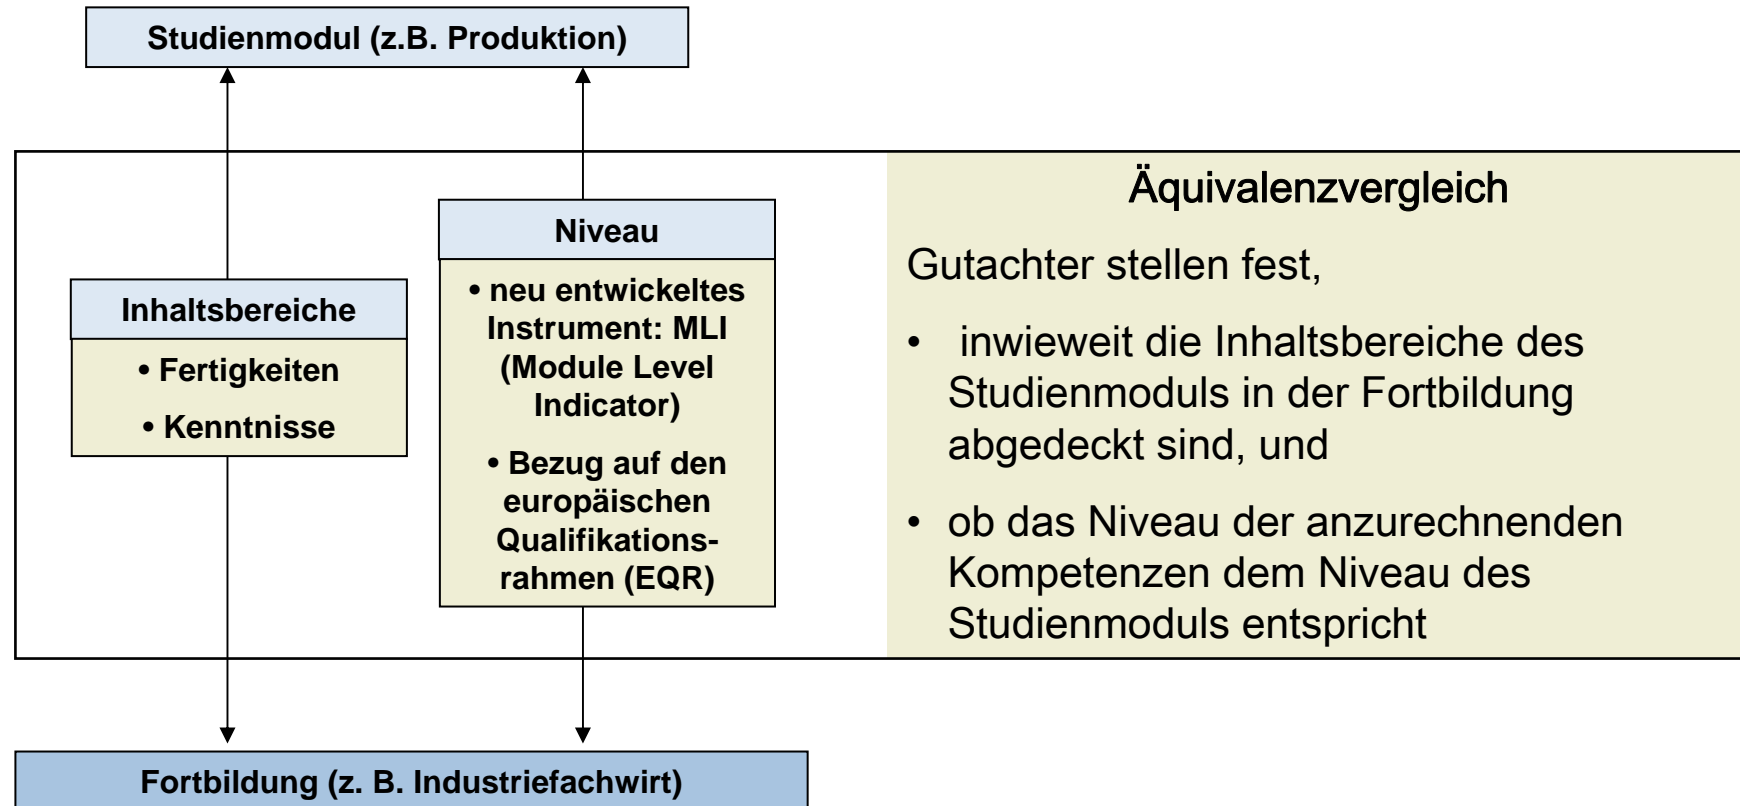 Studienmodul (z.B. Produktion)
Inhaltsbereiche
• Fertigkeiten
• Kenntnisse
Niveau
• neu entwickeltes
Instrument: MLI
(Module Level
Indicator)
• Bezug auf den
europäischen
Qualifikations-
rahmen (EQR)
Äquivalenzvergleich
Gutachter stellen fest,
• inwieweit die Inhaltsbereiche des
Studienmoduls in der Fortbildung
abgedeckt sind, und
• ob das Niveau der anzurechnenden
Kompetenzen dem Niveau des
Studienmoduls entspricht
Fortbildung (z. B. Industriefachwirt)